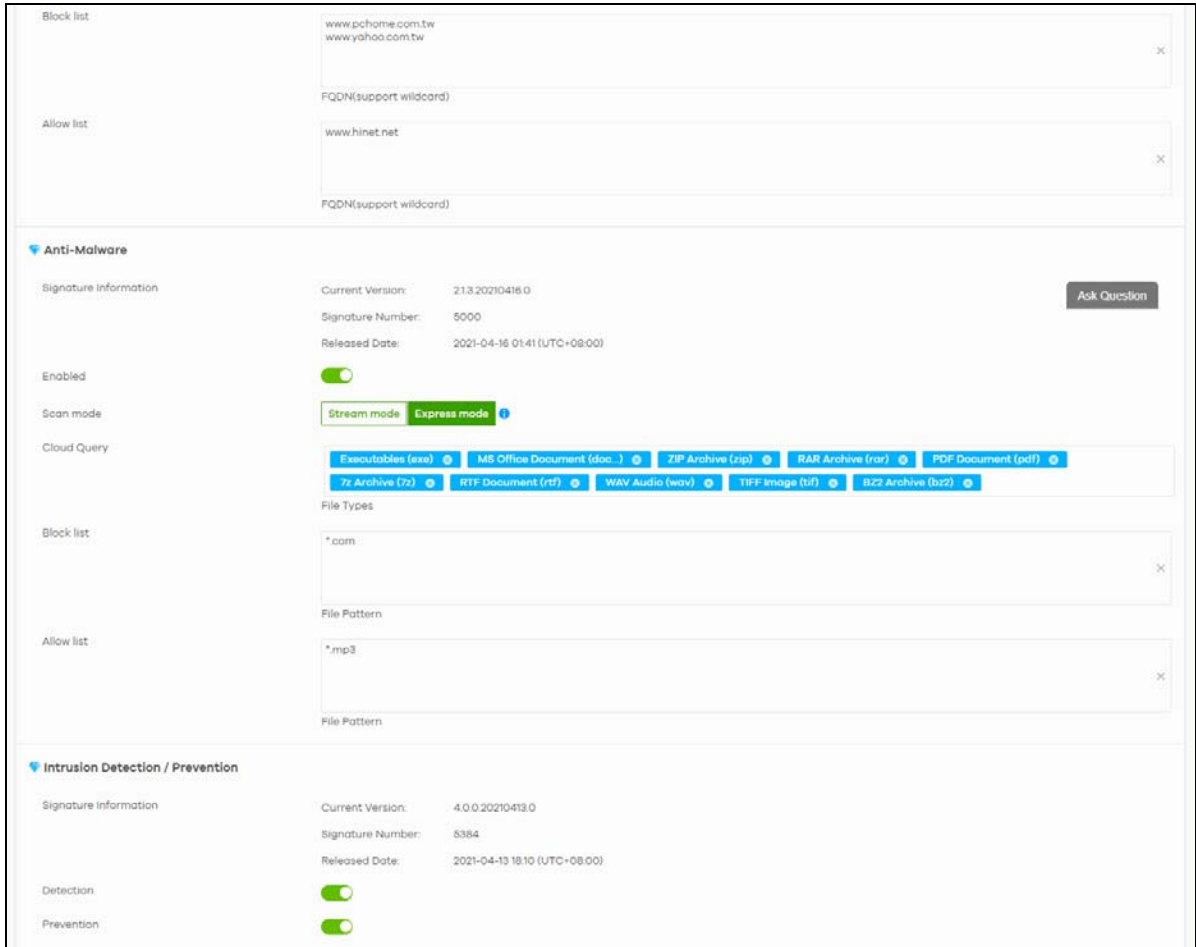 Block list
www.pchome.com.tw
www.yahoo.com.tw
FQDN(support wildcard)
Allow list
www.hinet.net
FQDN(support wildcard)
Anti-Malware
Signature Information
Current Version: 2.1.3.20210416.0
Ask Question
Signature Number: 5000
Released Date: 2021-04-16 01:41 (UTC+08:00)
Enabled
Scan mode
Stream mode Express mode
Cloud Query
Executables (exe) MS Office Document (doc...) ZIP Archive (zip) RAR Archive (rar) PDF Document (pdf)
7z Archive (7z) RTF Document (rtf) WAV Audio (wav) TIFF Image (tif) BZ2 Archive (bz2)
File Types
Block list
*.com
File Pattern
Allow list
*.mp3
File Pattern
Intrusion Detection / Prevention
Signature Information
Current Version: 4.0.0.20210413.0
Signature Number: 5384
Released Date: 2021-04-13 18:10 (UTC+08:00)
Detection
Prevention